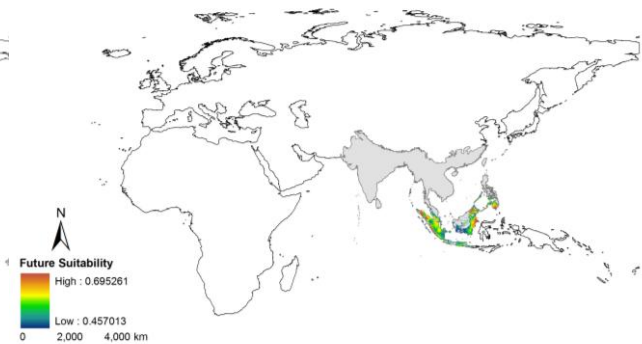 N
Future Suitability
High : 0.695261
Low : 0.457013
0 2,000 4,000 km